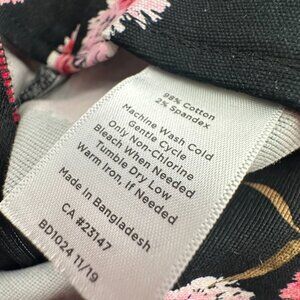 98% Cotton
2% Spandex
Machine Wash Cold
Gentle Cycle
Only Non-Chlorine
Bleach When Needed
Tumble Dry Low
Warm Iron, If Needed
Made in Bangladesh
CA #23147
BD1024 11/19